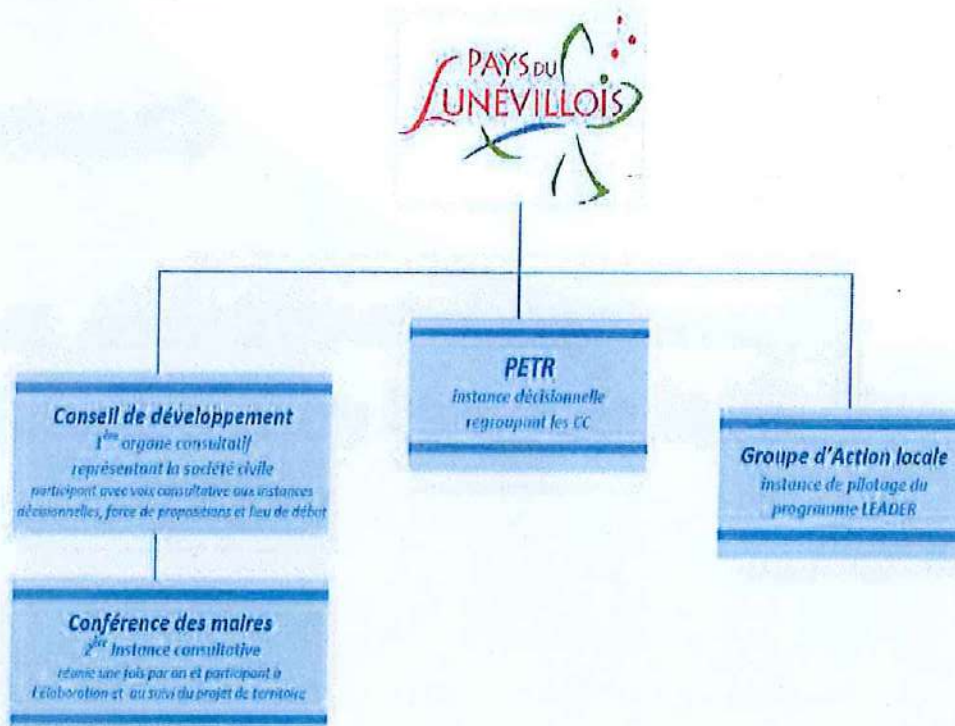 PAYS DU
LUNÉVILLOIS
PETR
instance décisionnelle
regroupant les CC
Conseil de développement
1ère organe consultatif
représentant la société civile
participant avec voix consultative aux instances
décisionnelles, force de propositions et lieu de débat
Groupe d'Action locale
instance de pilotage du
programme LEADER
Conférence des maires
2ère Instance consultative
réunie une fois par an et participant à
l'élaboration et au suivi du projet de territoire